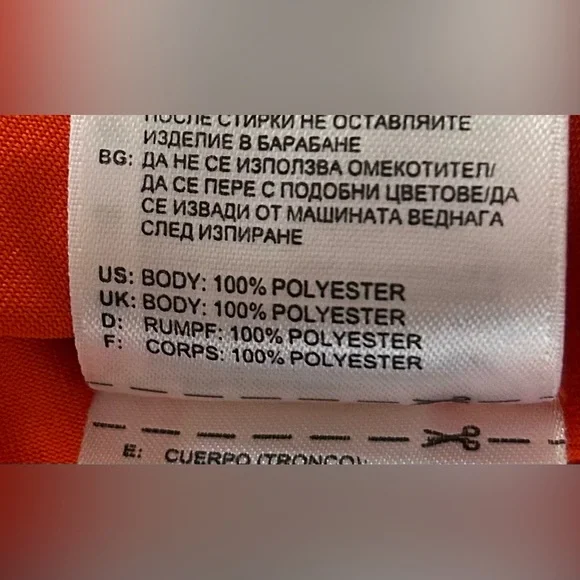 ПОСЛЕ СТИРКИ НЕ ОСТАВЛЯЙТЕ
ИЗДЕЛИЕ В БАРАБАНЕ
BG: ДА НЕ СЕ ИЗПОЛЗВА ОМЕКОТИТЕЛ/
ДА СЕ ПЕРЕ С ПОДОБНИ ЦВЕТОВЕ/ДА
СЕ ИЗВАДИ ОТ МАШИНАТА ВЕДНАГА
СЛЕД ИЗПИРАНЕ
US: BODY: 100% POLYESTER
UK: BODY: 100% POLYESTER
D: RUMPF: 100% POLYESTER
F: CORPS: 100% POLYESTER
E: CUERPO (TRONCO):